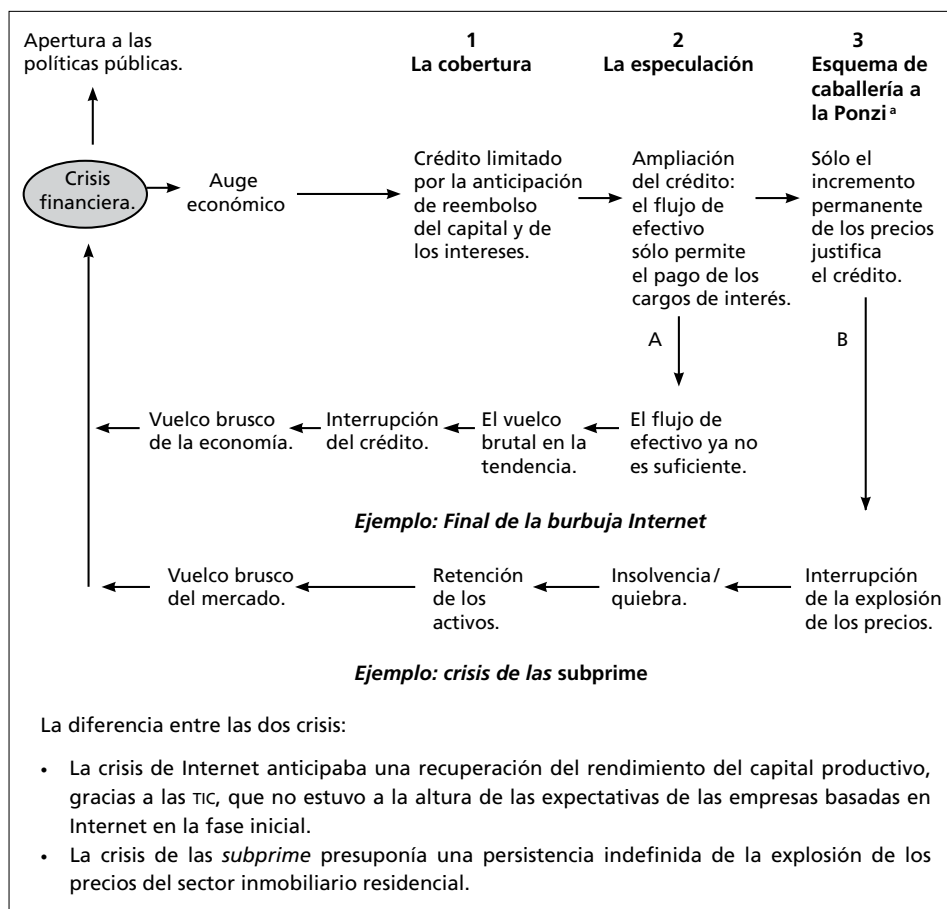 Apertura a las
políticas públicas.
1
La cobertura
2
La especulación
3
Esquema de
caballería a
la Ponzi a
Crisis
financiera.
Auge
económico
Crédito limitado
por la anticipación
de reembolso
del capital y de
los intereses.
Ampliación
del crédito:
el flujo de
efectivo
sólo permite
el pago de los
cargos de interés.
Sólo el
incremento
permanente
de los precios
justifica
el crédito.
A
B
Vuelco brusco
de la economía.
Interrupción
del crédito.
El vuelco
brutal en la
tendencia.
El flujo de
efectivo ya no
es suficiente.
Ejemplo: Final de la burbuja Internet
Vuelco brusco
del mercado.
Retención
de los
activos.
Insolvencia/
quiebra.
Interrupción
de la explosión
de los precios.
Ejemplo: crisis de las subprime
La diferencia entre las dos crisis:
• La crisis de Internet anticipaba una recuperación del rendimiento del capital productivo,
gracias a las TIC, que no estuvo a la altura de las expectativas de las empresas basadas en
Internet en la fase inicial.
• La crisis de las subprime presuponía una persistencia indefinida de la explosión de los
precios del sector inmobiliario residencial.